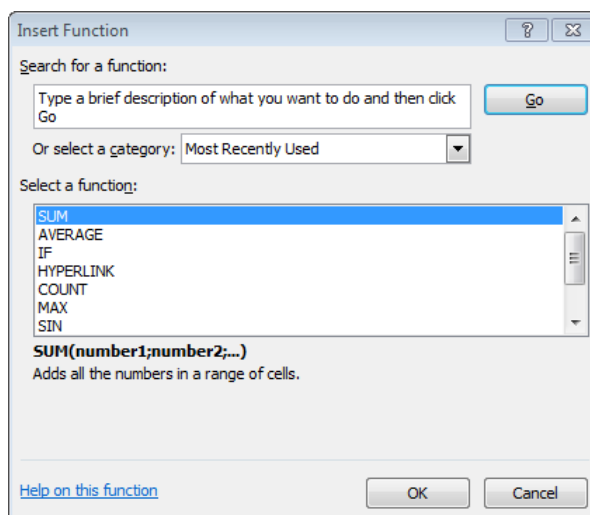 Insert Function
Search for a function:
Type a brief description of what you want to do and then click
Go
Go
Or select a category: Most Recently Used
Select a function:
SUM
AVERAGE
IF
HYPERLINK
COUNT
MAX
SIN
SUM(number1;number2;...)
Adds all the numbers in a range of cells.
Help on this function
OK
Cancel